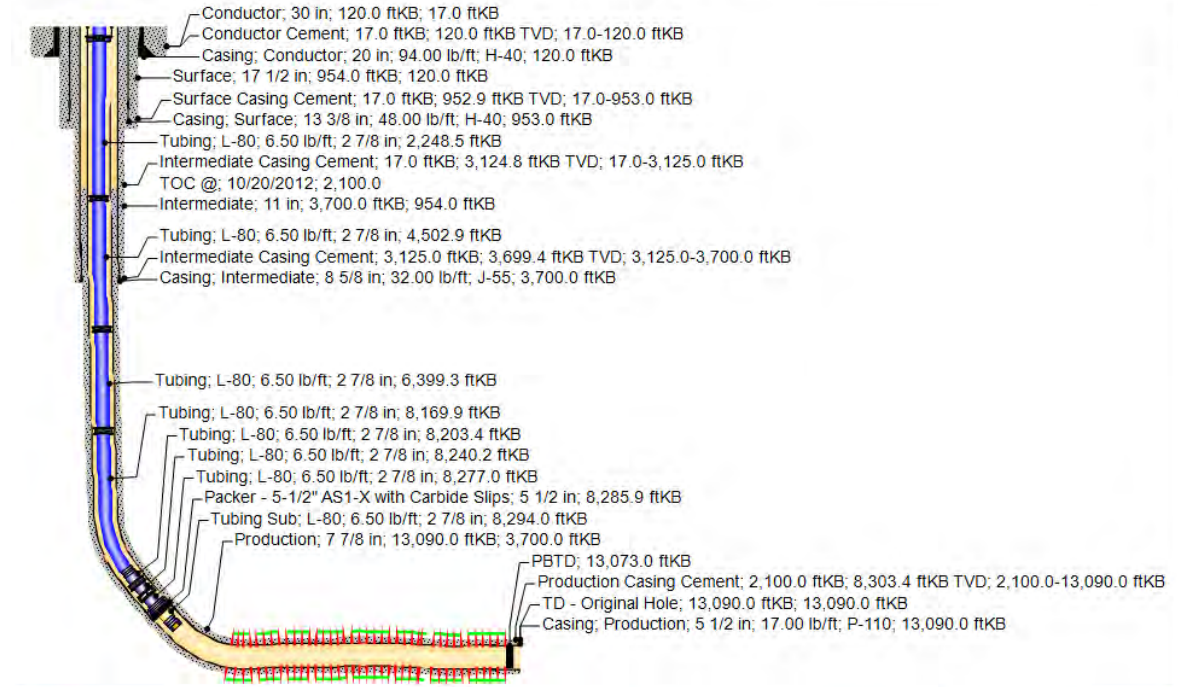 Conductor; 30 in; 120.0 ftKB; 17.0 ftKB
Conductor Cement; 17.0 ftKB; 120.0 ftKB TVD; 17.0-120.0 ftKB
Casing; Conductor; 20 in; 94.00 lb/ft; H-40; 120.0 ftKB
Surface; 17 1/2 in; 954.0 ftKB; 120.0 ftKB
Surface Casing Cement; 17.0 ftKB; 952.9 ftKB TVD; 17.0-953.0 ftKB
Casing; Surface; 13 3/8 in; 48.00 lb/ft; H-40; 953.0 ftKB
Tubing; L-80; 6.50 lb/ft; 2 7/8 in; 2,248.5 ftKB
Intermediate Casing Cement; 17.0 ftKB; 3,124.8 ftKB TVD; 17.0-3,125.0 ftKB
TOC @; 10/20/2012; 2,100.0
Intermediate; 11 in; 3,700.0 ftKB; 954.0 ftKB
Tubing; L-80; 6.50 lb/ft; 2 7/8 in; 4,502.9 ftKB
Intermediate Casing Cement; 3,125.0 ftKB; 3,699.4 ftKB TVD; 3,125.0-3,700.0 ftKB
Casing; Intermediate; 8 5/8 in; 32.00 lb/ft; J-55; 3,700.0 ftKB
Tubing; L-80; 6.50 lb/ft; 2 7/8 in; 6,399.3 ftKB
Tubing; L-80; 6.50 lb/ft; 2 7/8 in; 8,169.9 ftKB
Tubing; L-80; 6.50 lb/ft; 2 7/8 in; 8,203.4 ftKB
Tubing; L-80; 6.50 lb/ft; 2 7/8 in; 8,240.2 ftKB
Tubing; L-80; 6.50 lb/ft; 2 7/8 in; 8,277.0 ftKB
Packer - 5-1/2" AS1-X with Carbide Slips; 5 1/2 in; 8,285.9 ftKB
Tubing Sub; L-80; 6.50 lb/ft; 2 7/8 in; 8,294.0 ftKB
Production; 7 7/8 in; 13,090.0 ftKB; 3,700.0 ftKB
PBTD; 13,073.0 ftKB
Production Casing Cement; 2,100.0 ftKB; 8,303.4 ftKB TVD; 2,100.0-13,090.0 ftKB
TD - Original Hole; 13,090.0 ftKB; 13,090.0 ftKB
Casing; Production; 5 1/2 in; 17.00 lb/ft; P-110; 13,090.0 ftKB